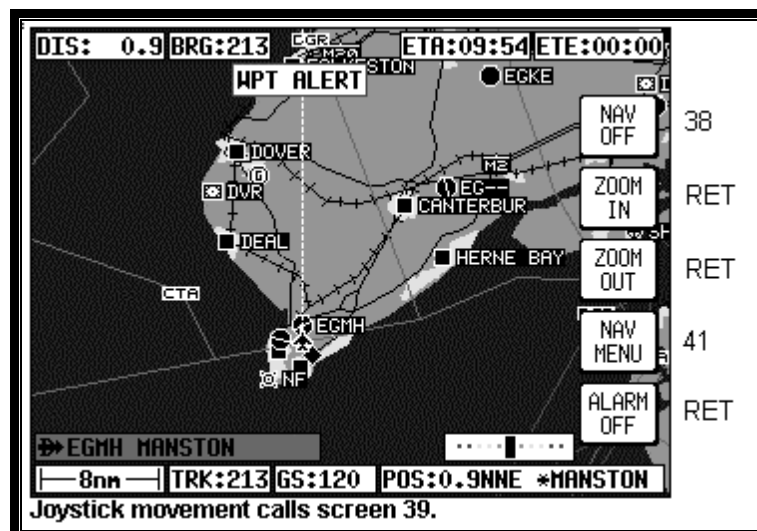 DIS: 0.9 BRG:213 CGR ETA:09:54 ETE:00:00
M20
WPT ALERT
EGKE
NAV OFF 38
DOVER
G
M2
EG--
DVR
CANTERBUR
ZOOM IN RET
DEAL
HERNE BAY
ZOOM OUT RET
CTA
EGMH
NAV MENU 41
NF
ALARM OFF RET
EGMH MANSTON
8nm TRK:213 GS:120 POS:0.9NNE *MANSTON
Joystick movement calls screen 39.